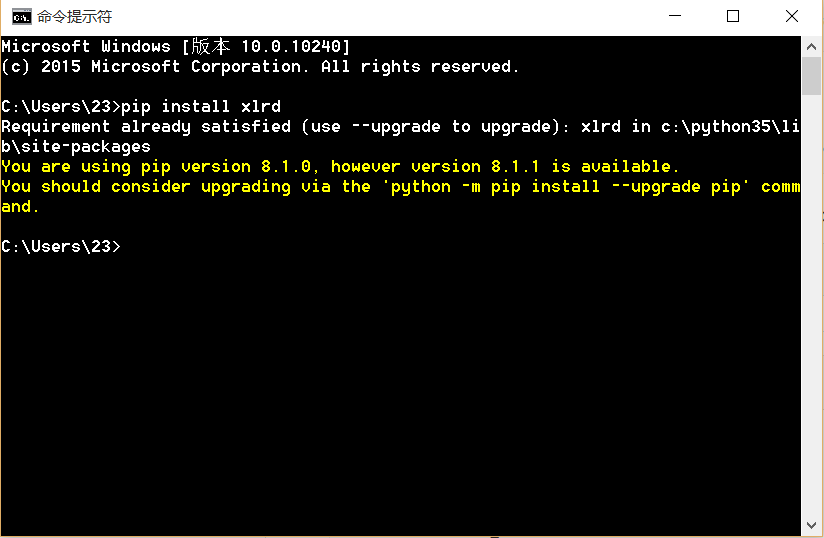 命令提示符
Microsoft Windows [版本 10.0.10240]
(c) 2015 Microsoft Corporation. All rights reserved.
C:\Users\23>pip install xlrd
Requirement already satisfied (use --upgrade to upgrade): xlrd in c:\python35\li
b\site-packages
You are using pip version 8.1.0, however version 8.1.1 is available.
You should consider upgrading via the 'python -m pip install --upgrade pip' comm
and.
C:\Users\23>